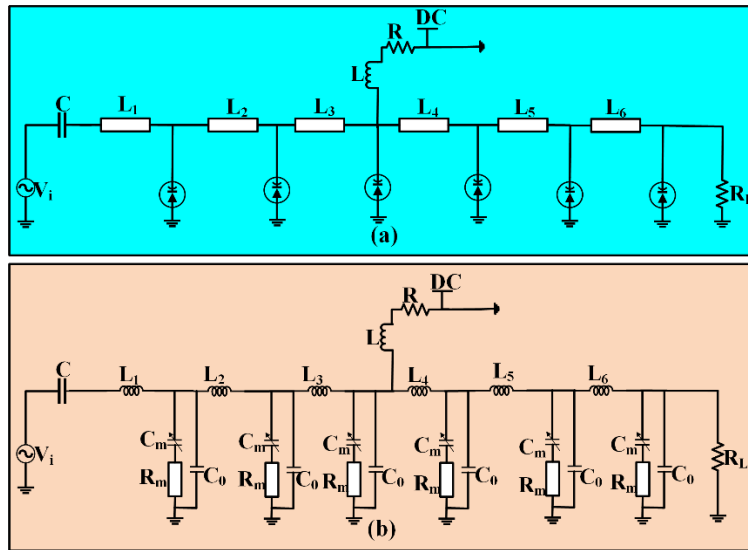 DC
R
L
C
L₁
L₂
L₃
L₄
L₅
L₆
Vᵢ
(a)
DC
R
L
C
L₁
L₂
L₃
L₄
L₅
L₆
Cₘ
Cₘ
Cₘ
Cₘ
Cₘ
Cₘ
Vᵢ
Rₘ
C₀
Rₘ
C₀
Rₘ
C₀
Rₘ
C₀
Rₘ
C₀
Rₘ
C₀
R_L
(b)